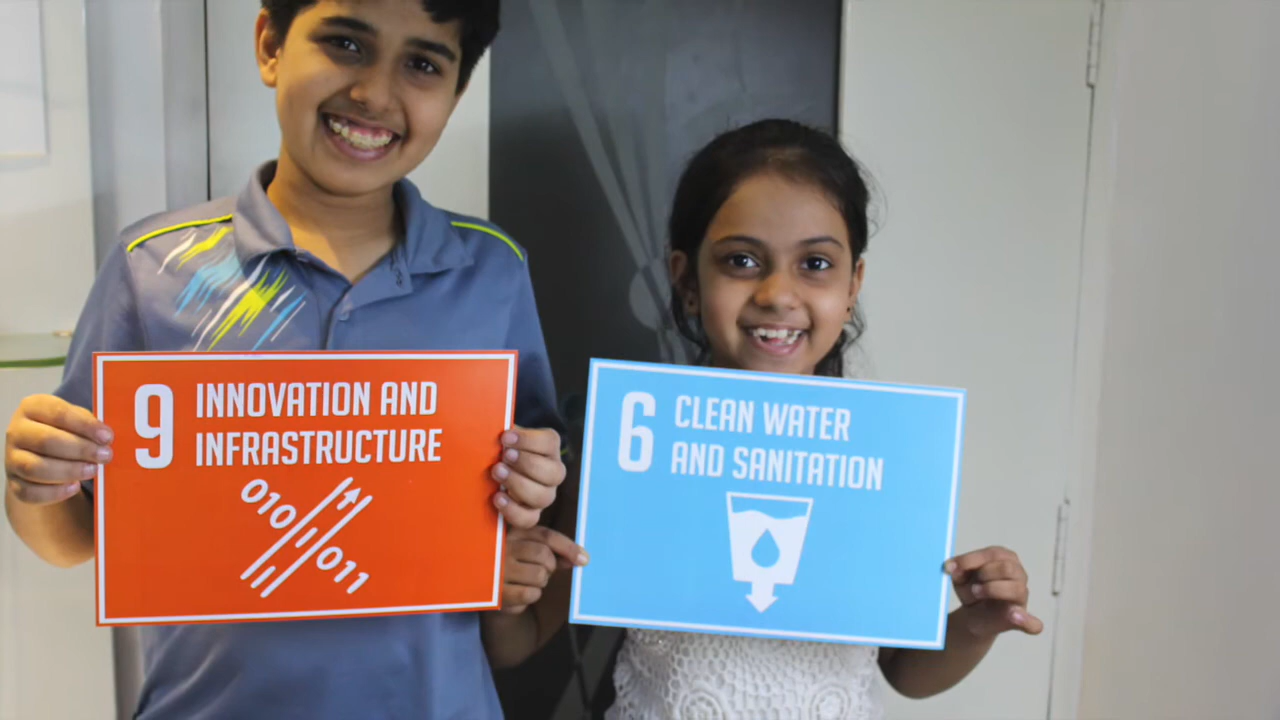 9
INNOVATION AND
INFRASTRUCTURE
010
011
6
CLEAN WATER
AND SANITATION